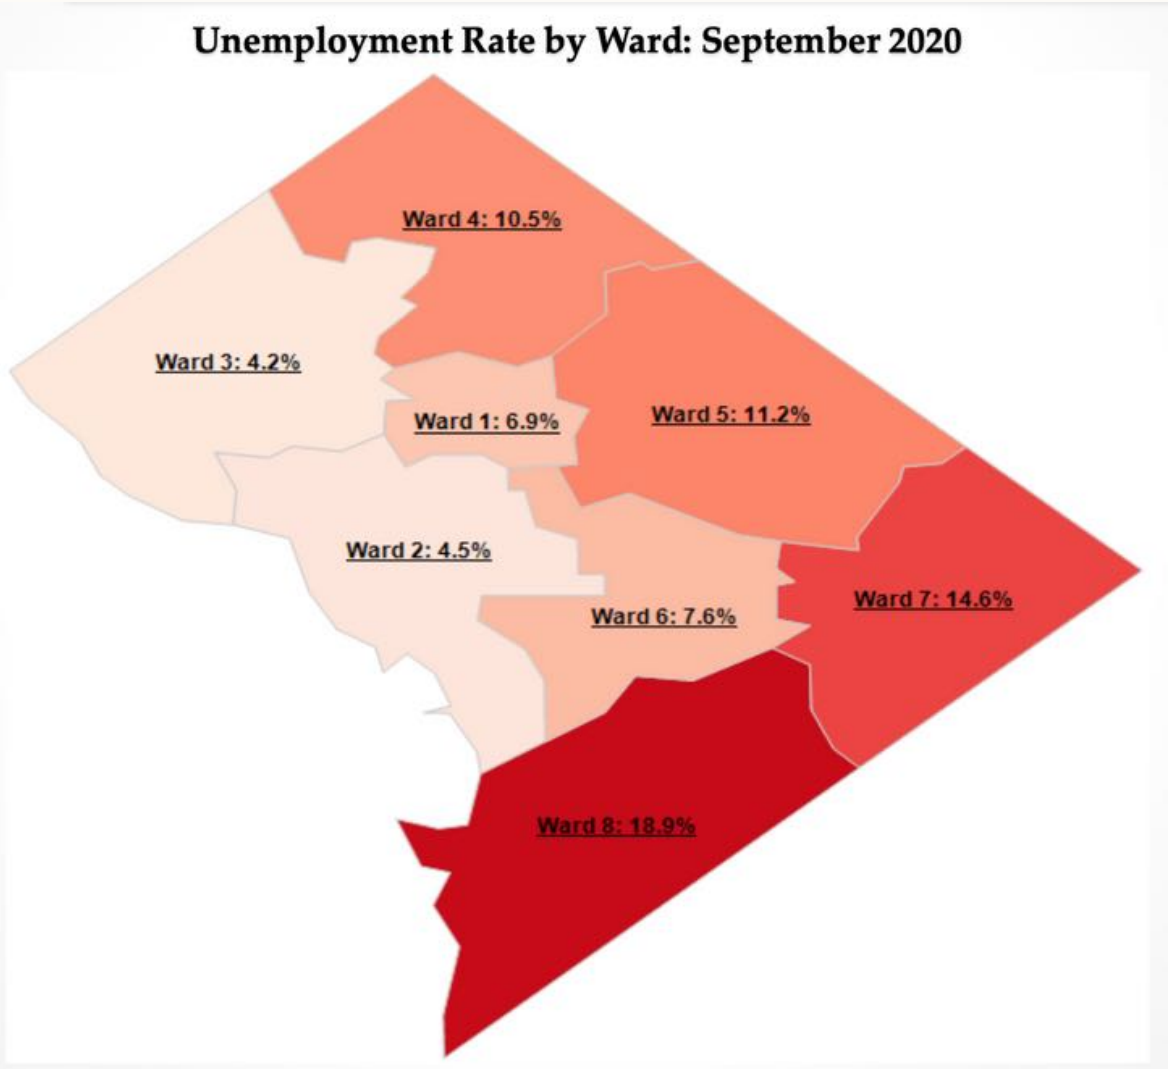 Unemployment Rate by Ward: September 2020
Ward 4: 10.5%
Ward 3: 4.2%
Ward 1: 6.9%
Ward 5: 11.2%
Ward 2: 4.5%
Ward 7: 14.6%
Ward 6: 7.6%
Ward 8: 18.9%